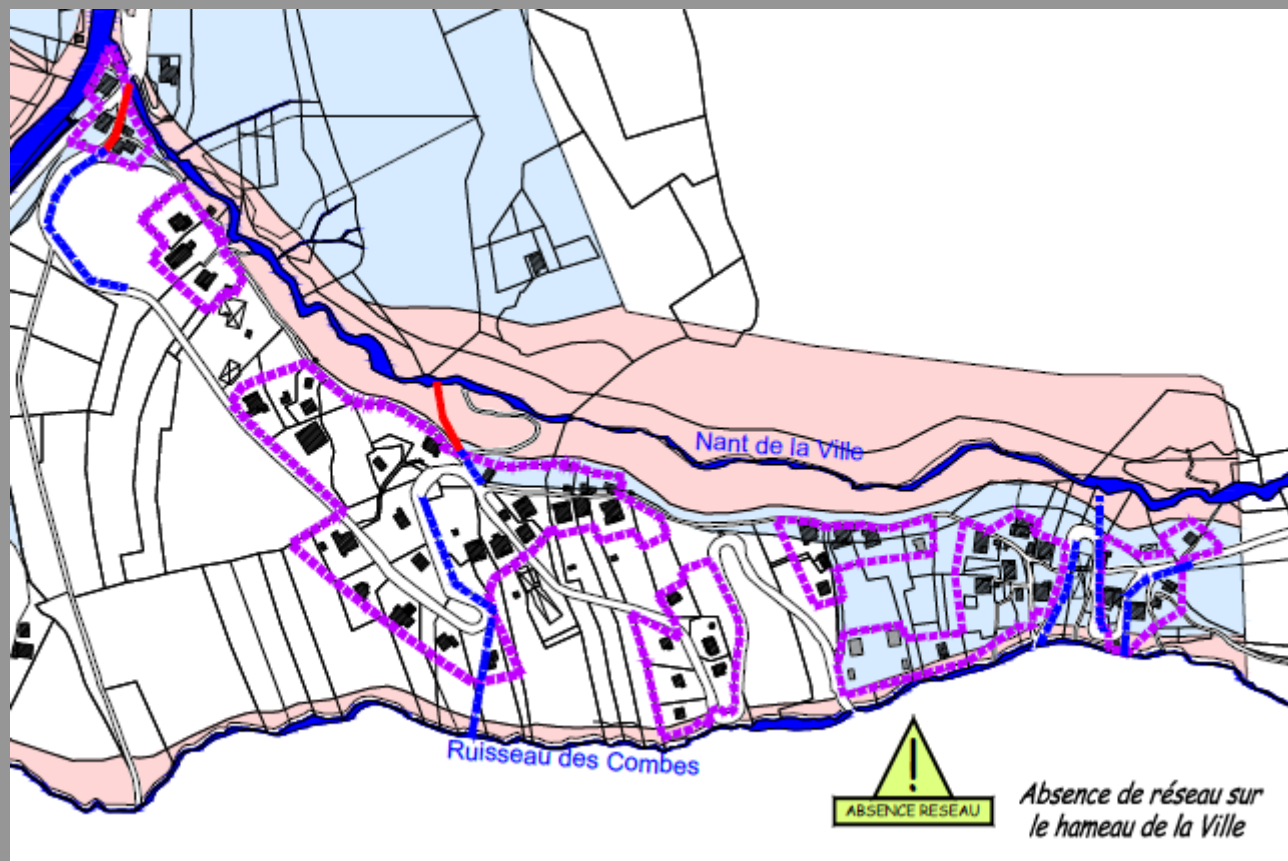 Nant de la Ville
Ruisseau des Combes
!
ABSENCE RESEAU
Absence de réseau sur
le hameau de la Ville